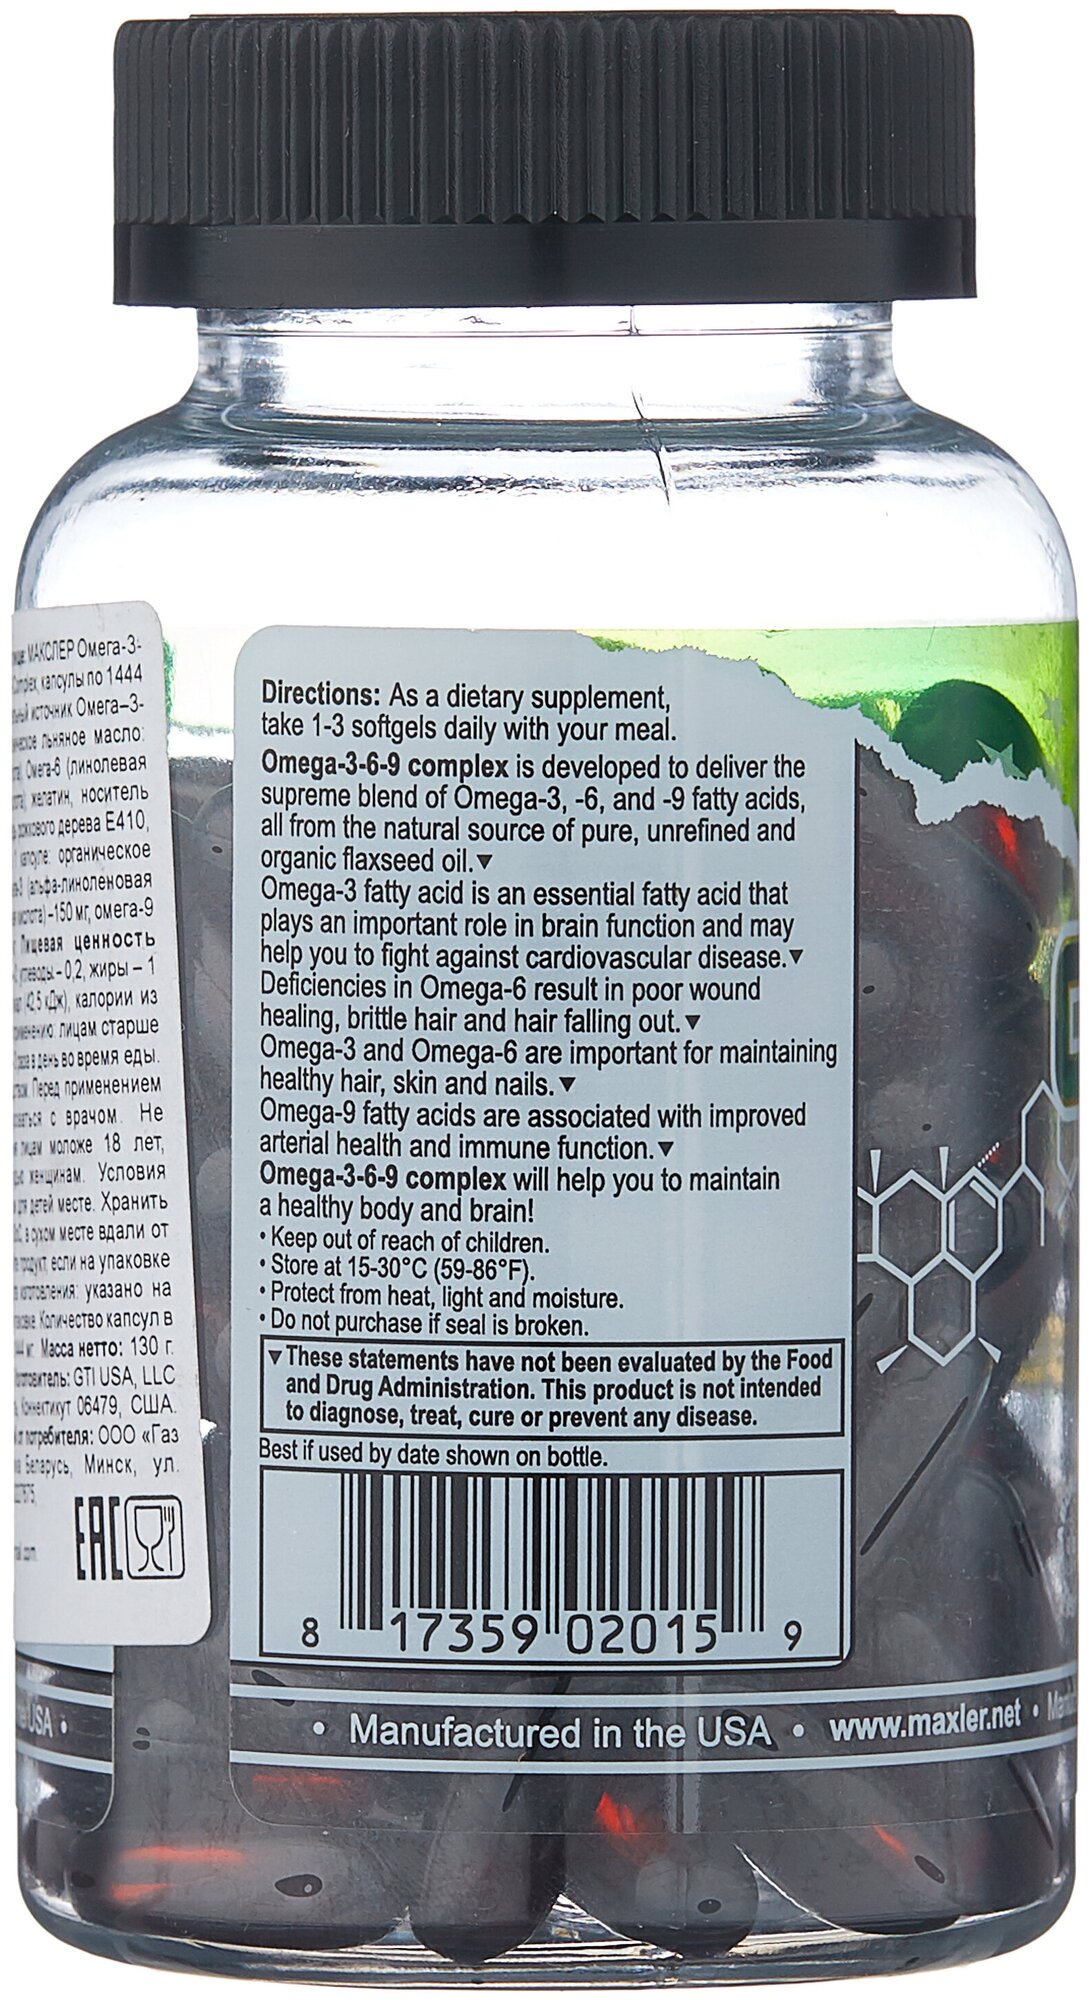 МАКСЛЕР Омега-3-
Complex, капсулы по 1444
источник Омега-3-
льняное масло:
Омега-6 (линолевая
желатин, носитель
рожкового дерева Е410,
капсуле: органическое
(альфа-линоленовая
кислота)-150 мг, омега-9
Пищевая ценность
углеводы - 0,2, жиры - 1
(42,5 кДж), калории из
применению: лицам старше
раза в день во время еды.
Перед применением
с врачом. Не
лицам моложе 18 лет,
женщинам. Условия
для детей месте. Хранить
в сухом месте вдали от
продукт, если на упаковке
изготовления: указано на
Количество капсул в
мг. Масса нетто: 130 г.
GTI USA, LLC
Коннектикут 06479, США.
от потребителя: ООО «Газ
Беларусь, Минск, ул.
EAC
Directions: As a dietary supplement,
take 1-3 softgels daily with your meal.
Omega-3-6-9 complex is developed to deliver the
supreme blend of Omega-3, -6, and -9 fatty acids,
all from the natural source of pure, unrefined and
organic flaxseed oil.▼
Omega-3 fatty acid is an essential fatty acid that
plays an important role in brain function and may
help you to fight against cardiovascular disease.▼
Deficiencies in Omega-6 result in poor wound
healing, brittle hair and hair falling out.▼
Omega-3 and Omega-6 are important for maintaining
healthy hair, skin and nails.▼
Omega-9 fatty acids are associated with improved
arterial health and immune function.▼
Omega-3-6-9 complex will help you to maintain
a healthy body and brain!
• Keep out of reach of children.
• Store at 15-30°C (59-86°F).
• Protect from heat, light and moisture.
• Do not purchase if seal is broken.
▼These statements have not been evaluated by the Food
and Drug Administration. This product is not intended
to diagnose, treat, cure or prevent any disease.
Best if used by date shown on bottle.
8 17359 02015 9
USA • • Manufactured in the USA • www.maxler.net •